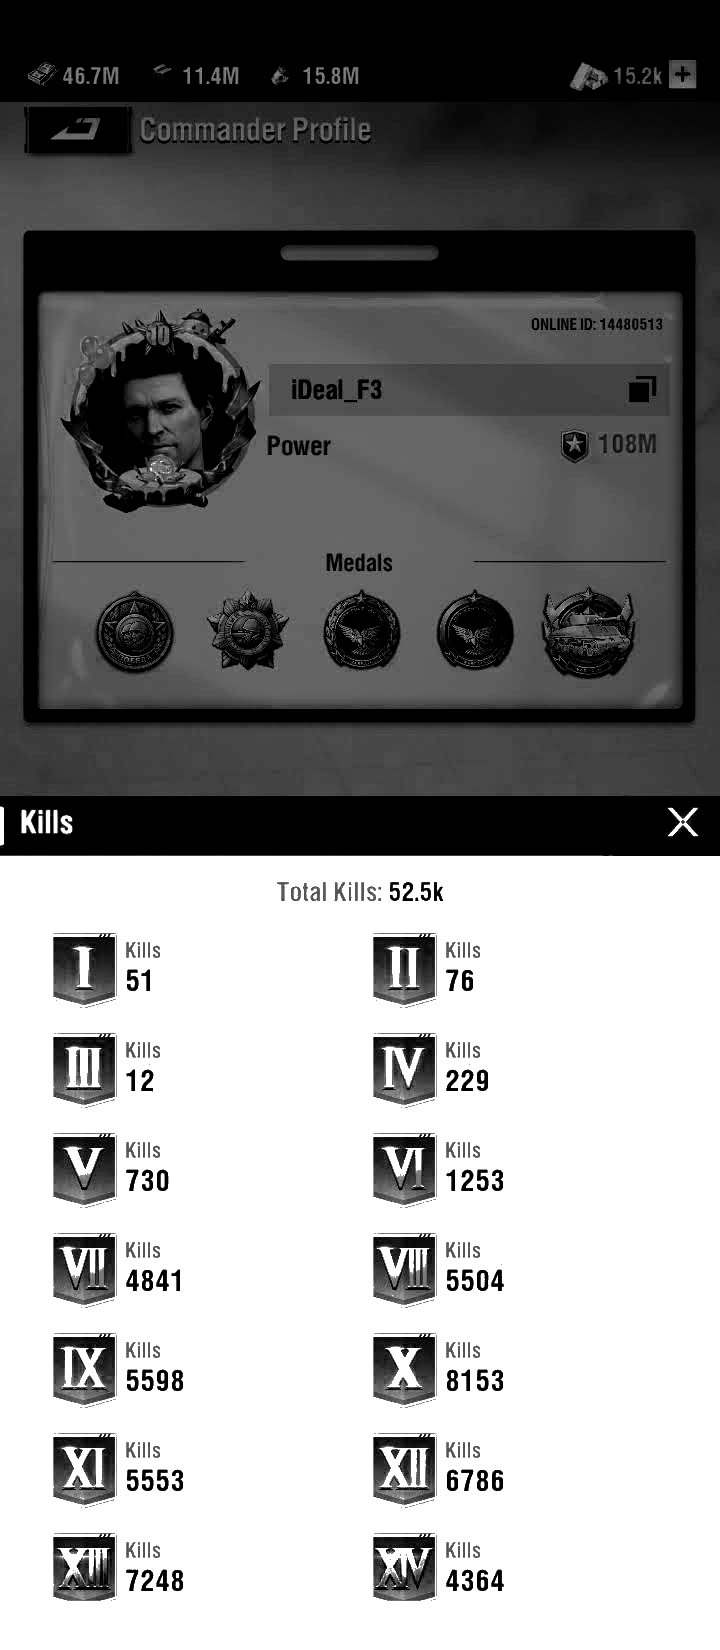 46.7M 11.4M 15.8M 15.2k
Commander Profile
10
ONLINE ID: 14480513
iDeal_F3
Power 108M
Medals
Kills
Total Kills: 52.5k
I Kills 51
II Kills 76
III Kills 12
IV Kills 229
V Kills 730
VI Kills 1253
VII Kills 4841
VIII Kills 5504
IX Kills 5598
X Kills 8153
XI Kills 5553
XII Kills 6786
XIII Kills 7248
XIV Kills 4364